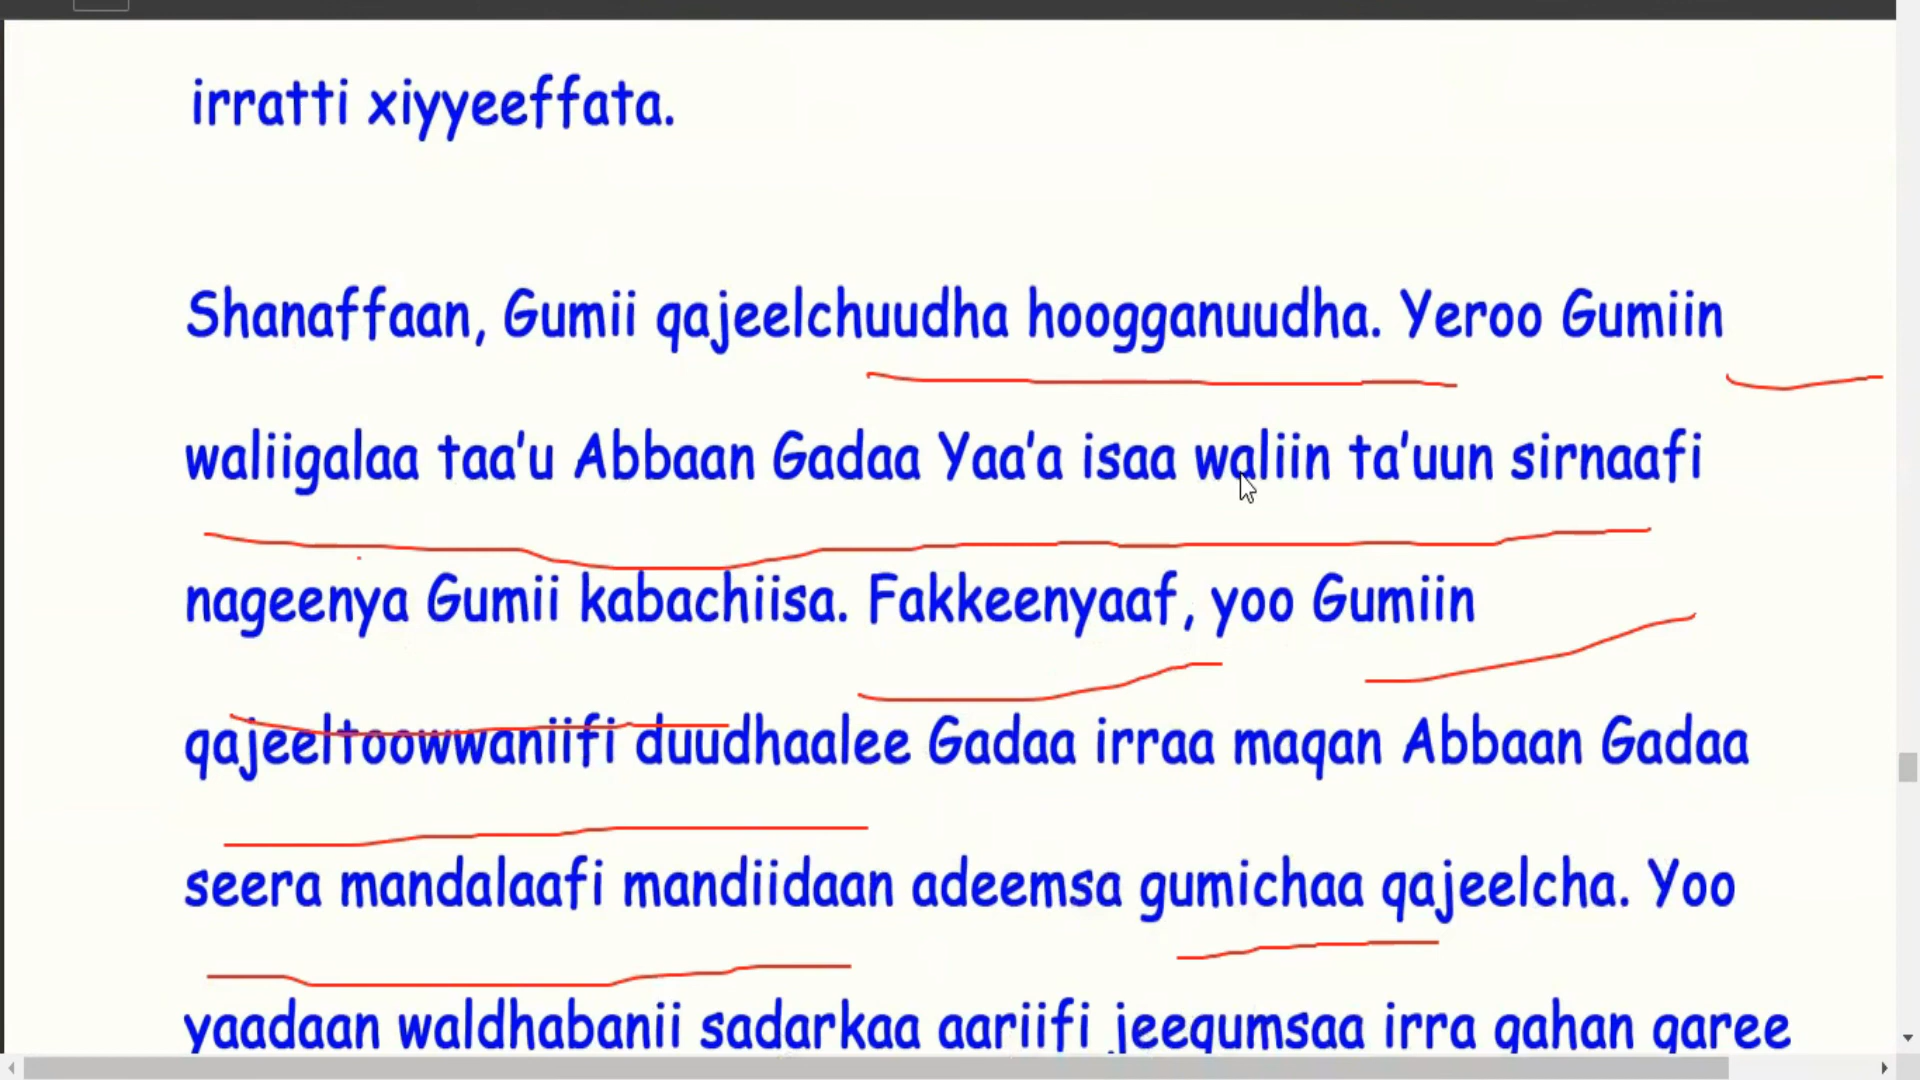 irratti xiyyeeffata.
Shanaffaan, Gumii qajeelchuudha hoogganuudha. Yeroo Gumiin
waliigalaa taa'u Abbaan Gadaa Yaa'a isaa waliin ta'uun sirnaafi
nageenya Gumii kabachiisa. Fakkeenyaaf, yoo Gumiin
qajeeltoowwaniifi duudhaalee Gadaa irraa maqan Abbaan Gadaa
seera mandalaafi mandiidaan adeemsa gumichaa qajeelcha. Yoo
yaadaan waldhabanii sadarkaa aariifi jeequmsaa irra gahan garee